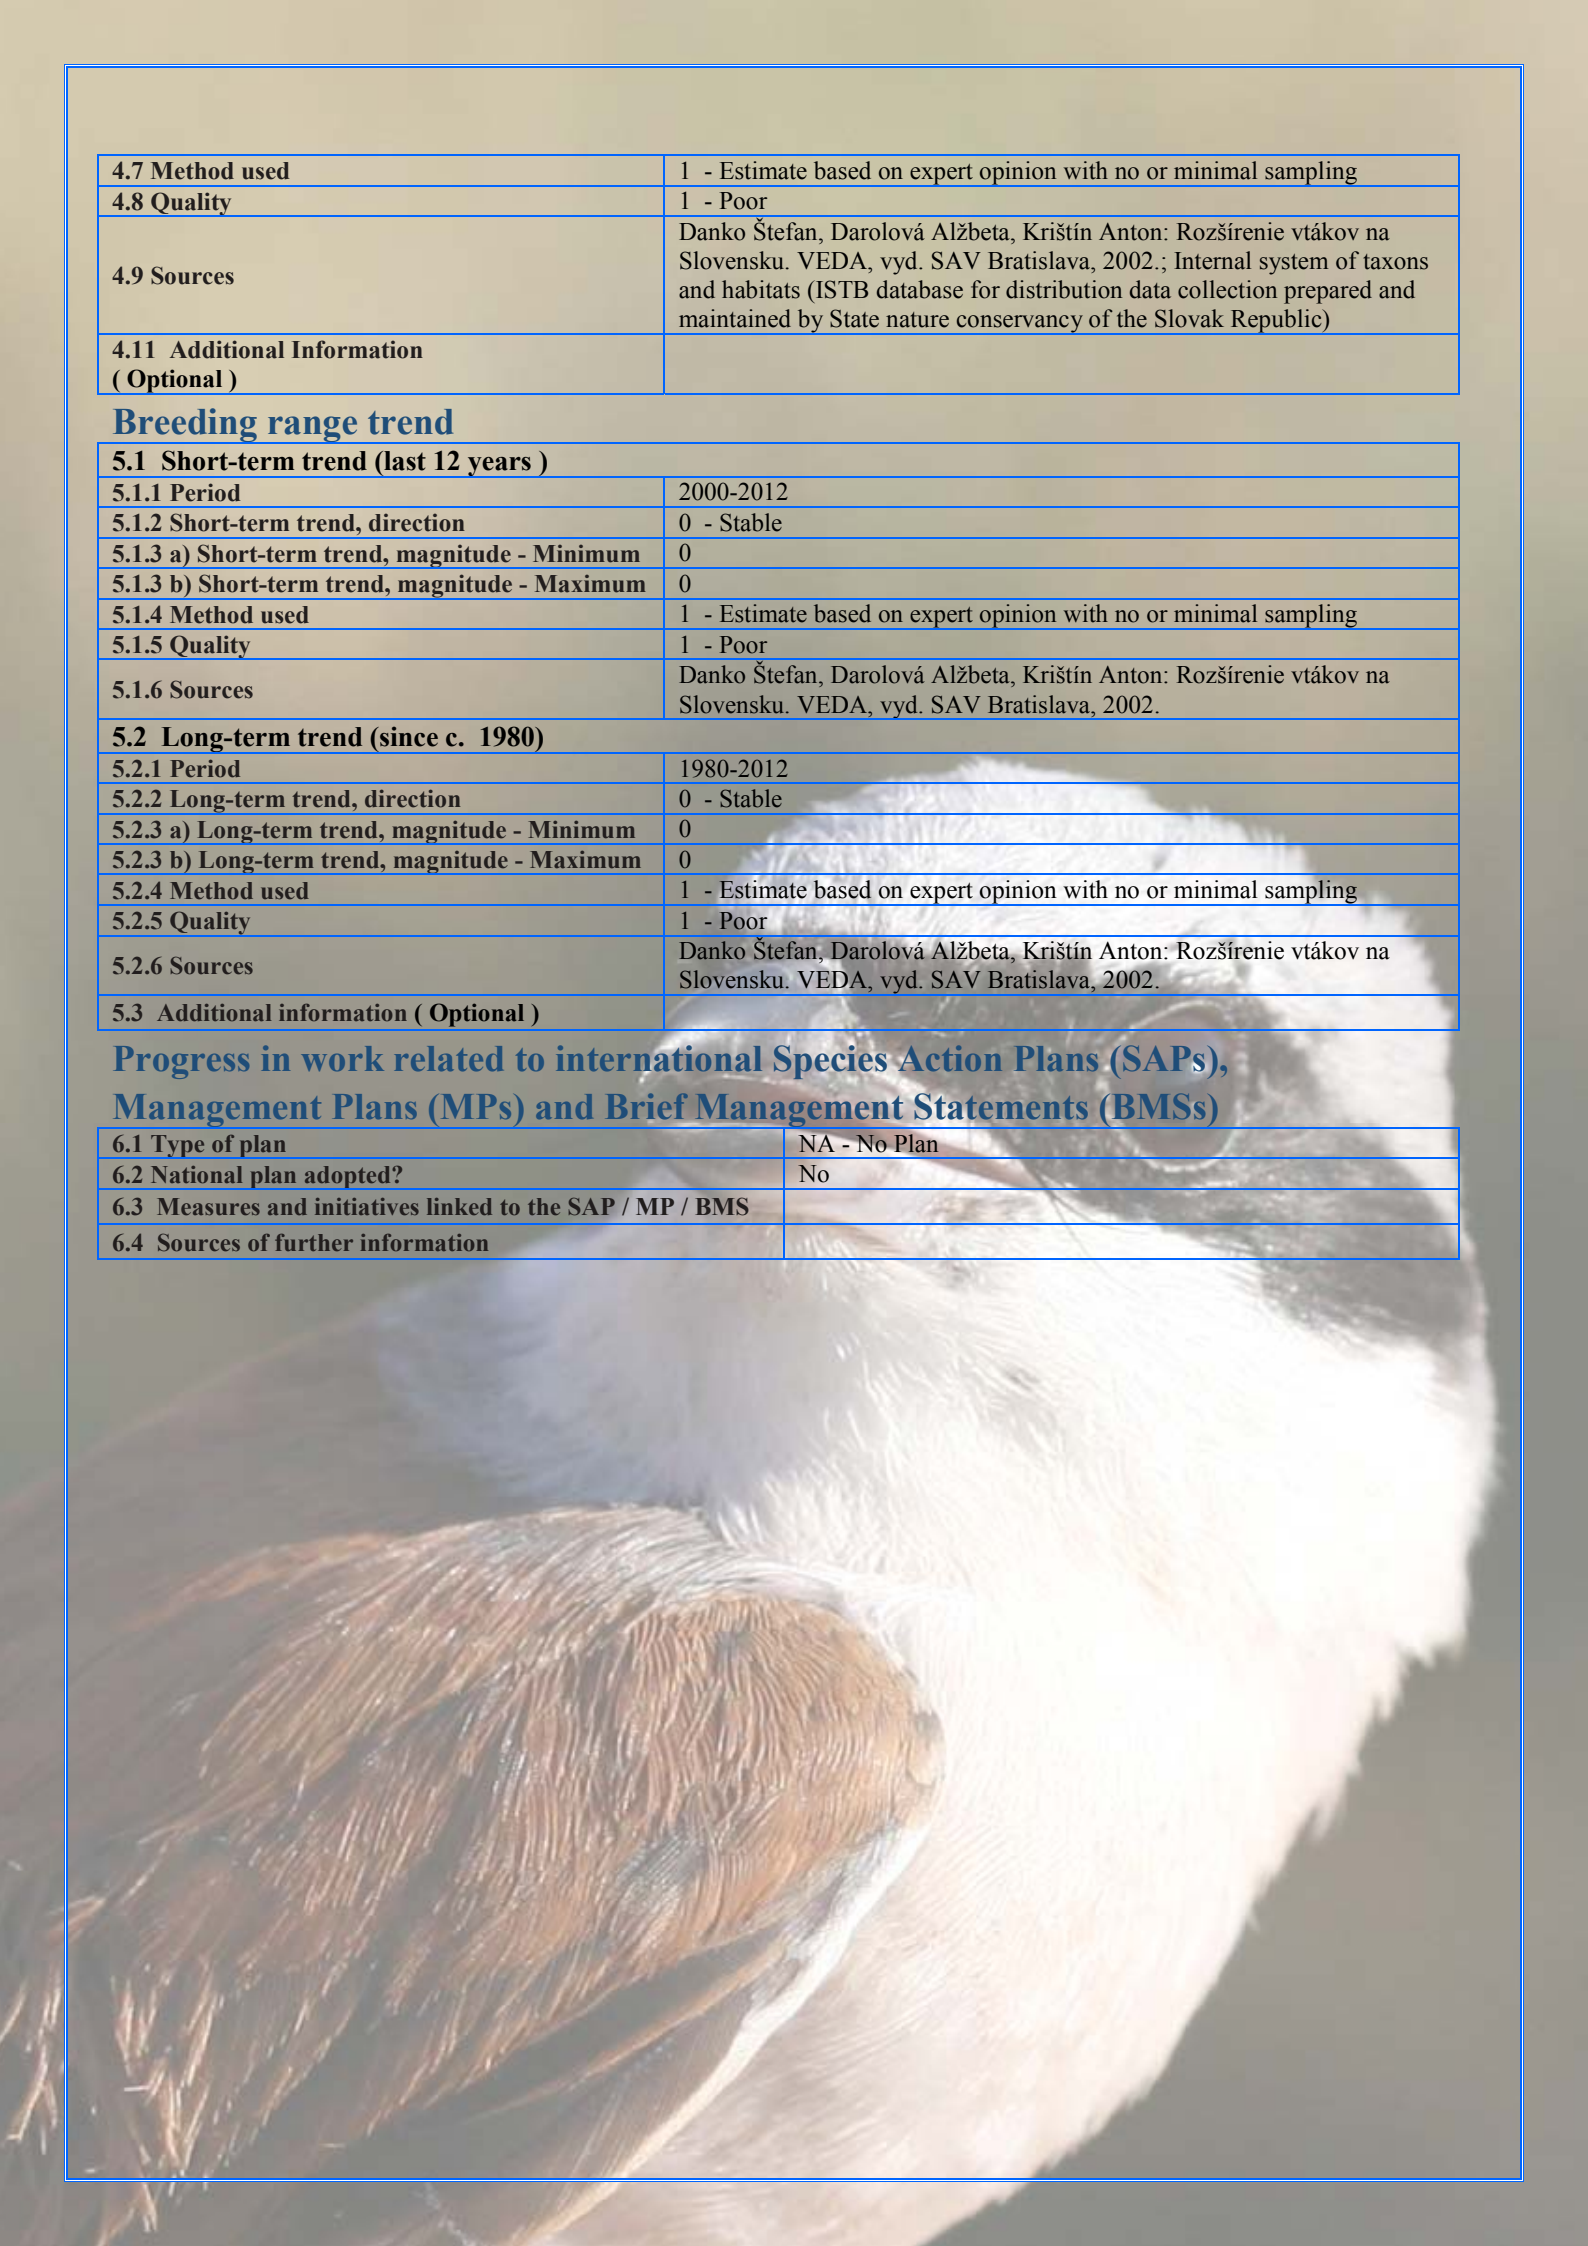 4.7 Method used 1 - Estimate based on expert opinion with no or minimal sampling
4.8 Quality 1 - Poor
4.9 Sources
Danko Štefan, Darolová Alžbeta, Krištín Anton: Rozšírenie vtákov na
Slovensku. VEDA, vyd. SAV Bratislava, 2002.; Internal system of taxons
and habitats (ISTB database for distribution data collection prepared and
maintained by State nature conservancy of the Slovak Republic)
4.11 Additional Information
( Optional )
Breeding range trend
5.1 Short-term trend (last 12 years )
5.1.1 Period 2000-2012
5.1.2 Short-term trend, direction 0 - Stable
5.1.3 a) Short-term trend, magnitude - Minimum 0
5.1.3 b) Short-term trend, magnitude - Maximum 0
5.1.4 Method used 1 - Estimate based on expert opinion with no or minimal sampling
5.1.5 Quality 1 - Poor
5.1.6 Sources
Danko Štefan, Darolová Alžbeta, Krištín Anton: Rozšírenie vtákov na
Slovensku. VEDA, vyd. SAV Bratislava, 2002.
5.2 Long-term trend (since c. 1980)
5.2.1 Period 1980-2012
5.2.2 Long-term trend, direction 0 - Stable
5.2.3 a) Long-term trend, magnitude - Minimum 0
5.2.3 b) Long-term trend, magnitude - Maximum 0
5.2.4 Method used 1 - Estimate based on expert opinion with no or minimal sampling
5.2.5 Quality 1 - Poor
5.2.6 Sources
Danko Štefan, Darolová Alžbeta, Krištín Anton: Rozšírenie vtákov na
Slovensku. VEDA, vyd. SAV Bratislava, 2002.
5.3 Additional information ( Optional )
Progress in work related to international Species Action Plans (SAPs),
Management Plans (MPs) and Brief Management Statements (BMSs)
6.1 Type of plan NA - No Plan
6.2 National plan adopted? No
6.3 Measures and initiatives linked to the SAP / MP / BMS
6.4 Sources of further information